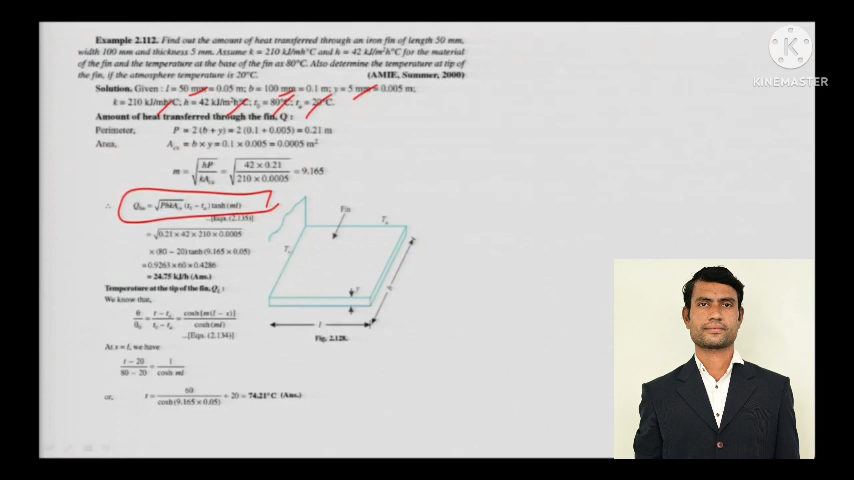 Example 2.112. Find out the amount of heat transferred through an iron fin of length 50 mm,
width 100 mm and thickness 5 mm. Assume k = 210 kJ/mh°C and h = 42 kJ/m²h°C for the material
of the fin and the temperature at the base of the fin as 80°C. Also determine the temperature at tip of
the fin, if the atmosphere temperature is 20°C. (AMIE, Summer, 2000)
Solution. Given : l = 50 mm = 0.05 m; b = 100 mm = 0.1 m; y = 5 mm = 0.005 m;
k = 210 kJ/mh°C; h = 42 kJ/m²h°C; t₀ = 80°C; tₐ = 20°C.
Amount of heat transferred through the fin, Q :
Perimeter, P = 2 (b + y) = 2 (0.1 + 0.005) = 0.21 m
Area, A_cs = b × y = 0.1 × 0.005 = 0.0005 m²
m = √(hP / kA_cs) = √(42 × 0.21 / 210 × 0.0005) = 9.165
∴ Q_fin = √(PhkA_cs) (t₀ − tₐ) tanh (ml)
...[Eqn. (2.135)]
= √(0.21 × 42 × 210 × 0.0005)
× (80 − 20) tanh (9.165 × 0.05)
= 0.9263 × 60 × 0.4286
= 24.75 kJ/h (Ans.)
Temperature at the tip of the fin,
We know that,
θ/θ₀ = (t − tₐ)/(t₀ − tₐ) = cosh [m(l − x)]/cosh (ml)
...[Eqn. (2.134)]
At x = l, we have
(t − 20)/(80 − 20) = 1/cosh ml
or, t = 60/cosh (9.165 × 0.05) + 20 = 74.21°C (Ans.)
Fin
y
l
Fig. 2.128.
K
KINEMASTER